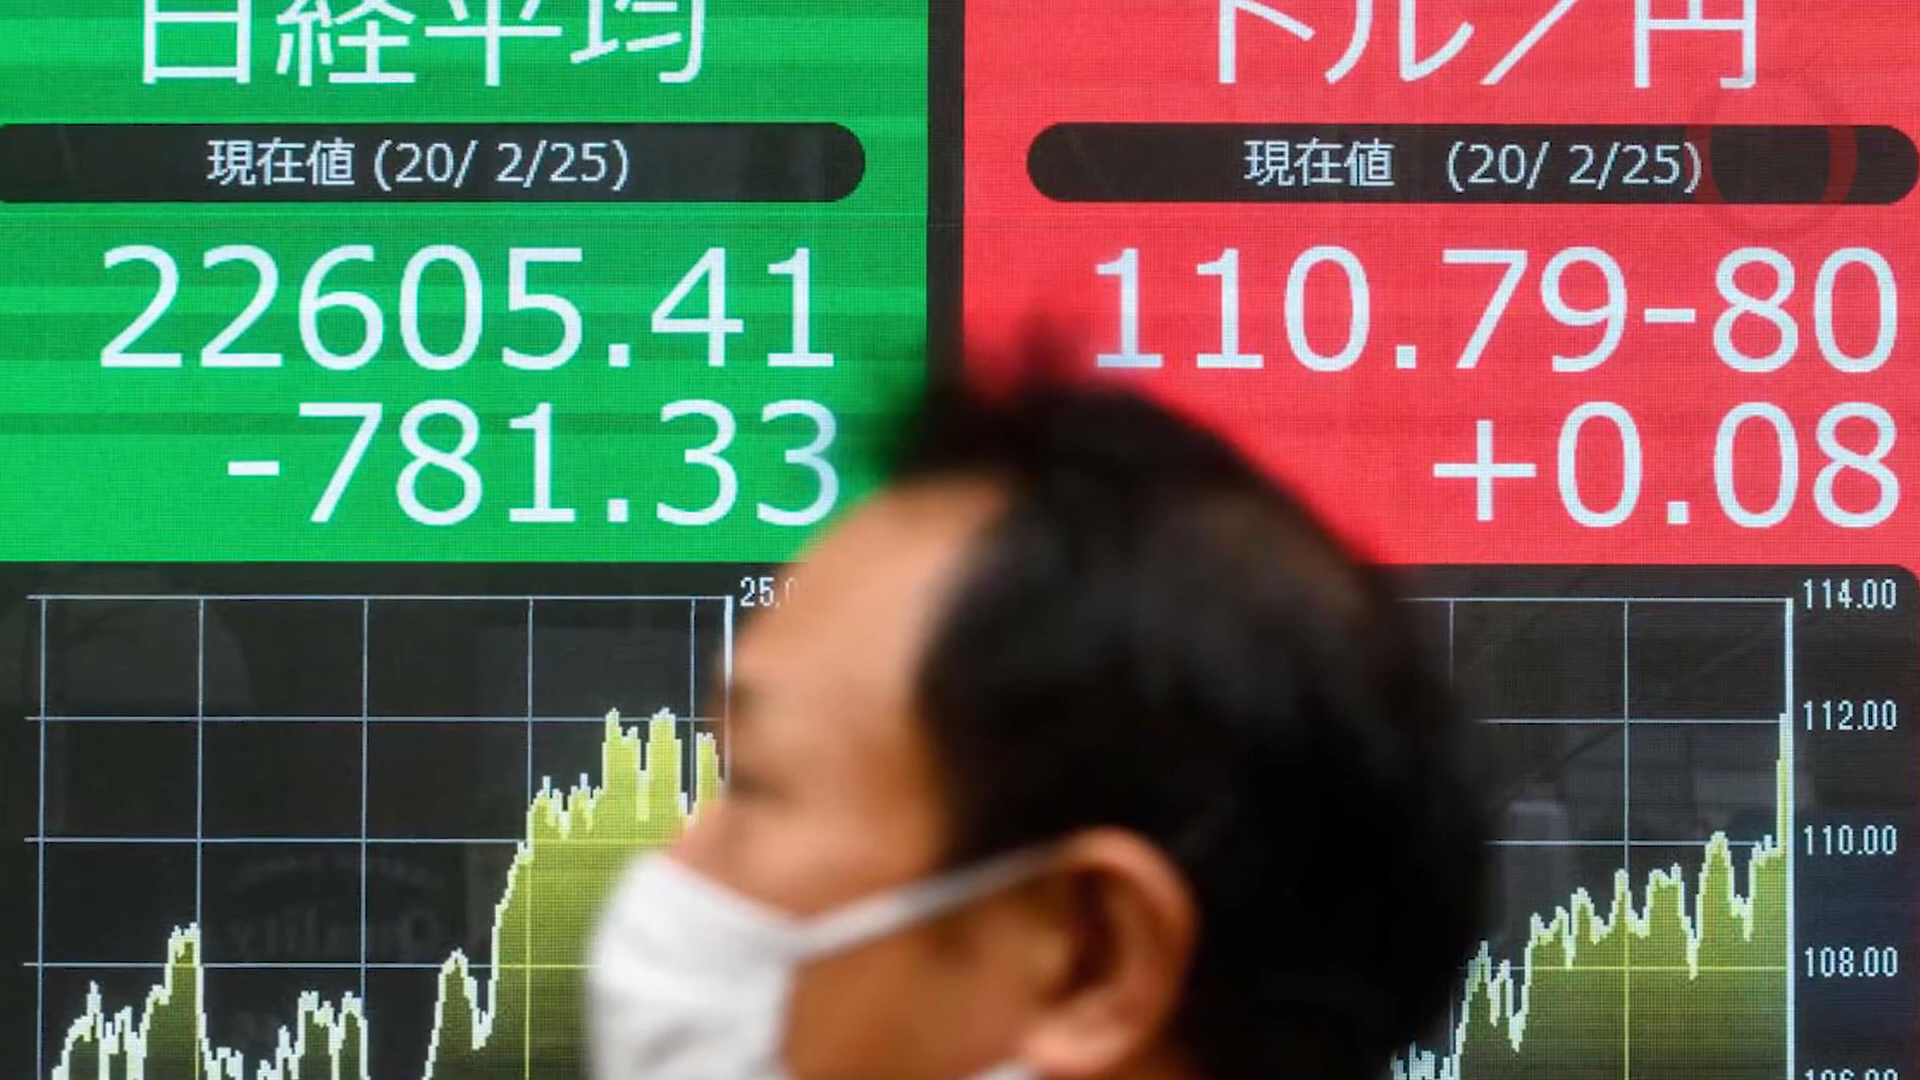 日経平均
現在値 (20/ 2/25)
22605.41
-781.33
ドル／円
現在値 (20/ 2/25)
110.79-80
+0.08
114.00
112.00
110.00
108.00